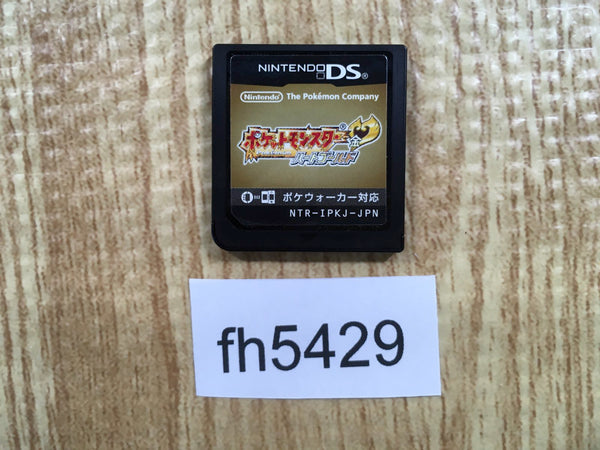 NINTENDO DS®
Nintendo The Pokémon Company
ポケットモンスター
ハートゴールド
ポケウォーカー対応
NTR-IPKJ-JPN
fh5429